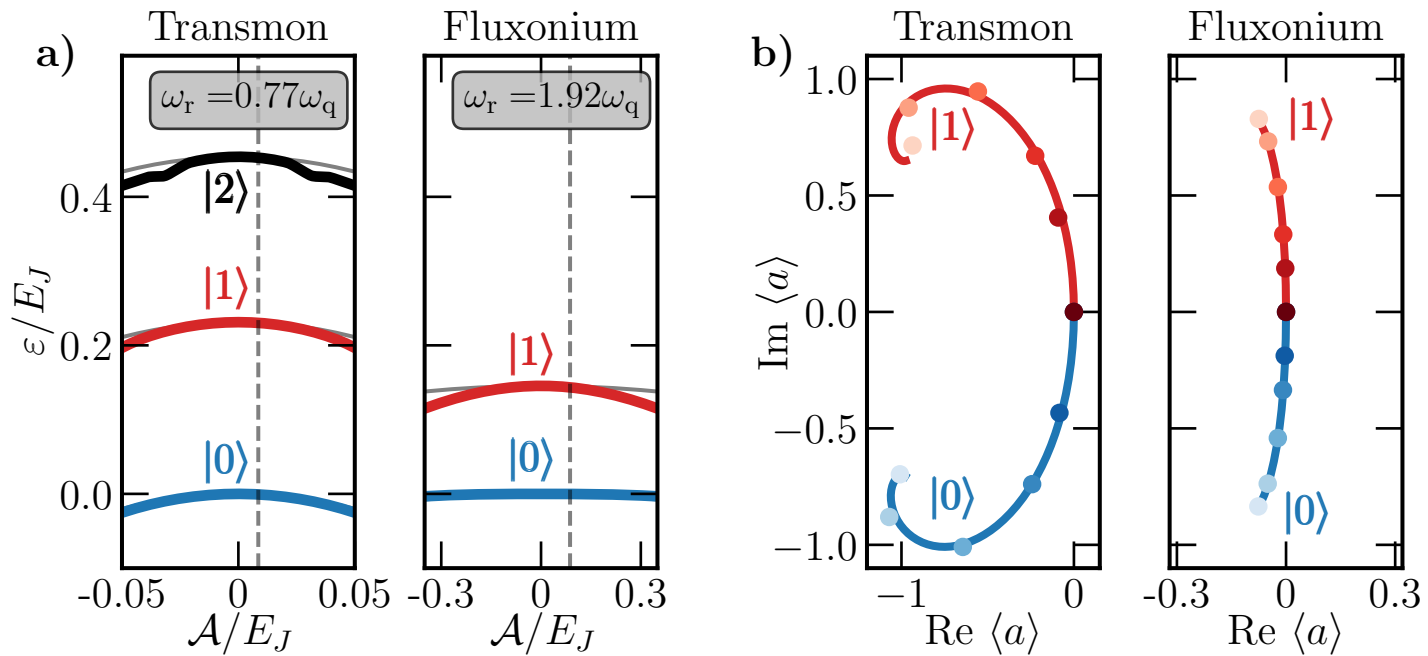 a)
Transmon
Fluxonium
ω_r =0.77ω_q
ω_r =1.92ω_q
|2⟩
|1⟩
|0⟩
|1⟩
|0⟩
ε/E_J
0.4
0.2
0.0
-0.05
0
0.05
-0.3
0
0.3
𝒜/E_J
𝒜/E_J
b)
Transmon
Fluxonium
|1⟩
|0⟩
|1⟩
|0⟩
Im ⟨a⟩
1.0
0.5
0.0
−0.5
−1.0
−1
0
-0.3
0
0.3
Re ⟨a⟩
Re ⟨a⟩